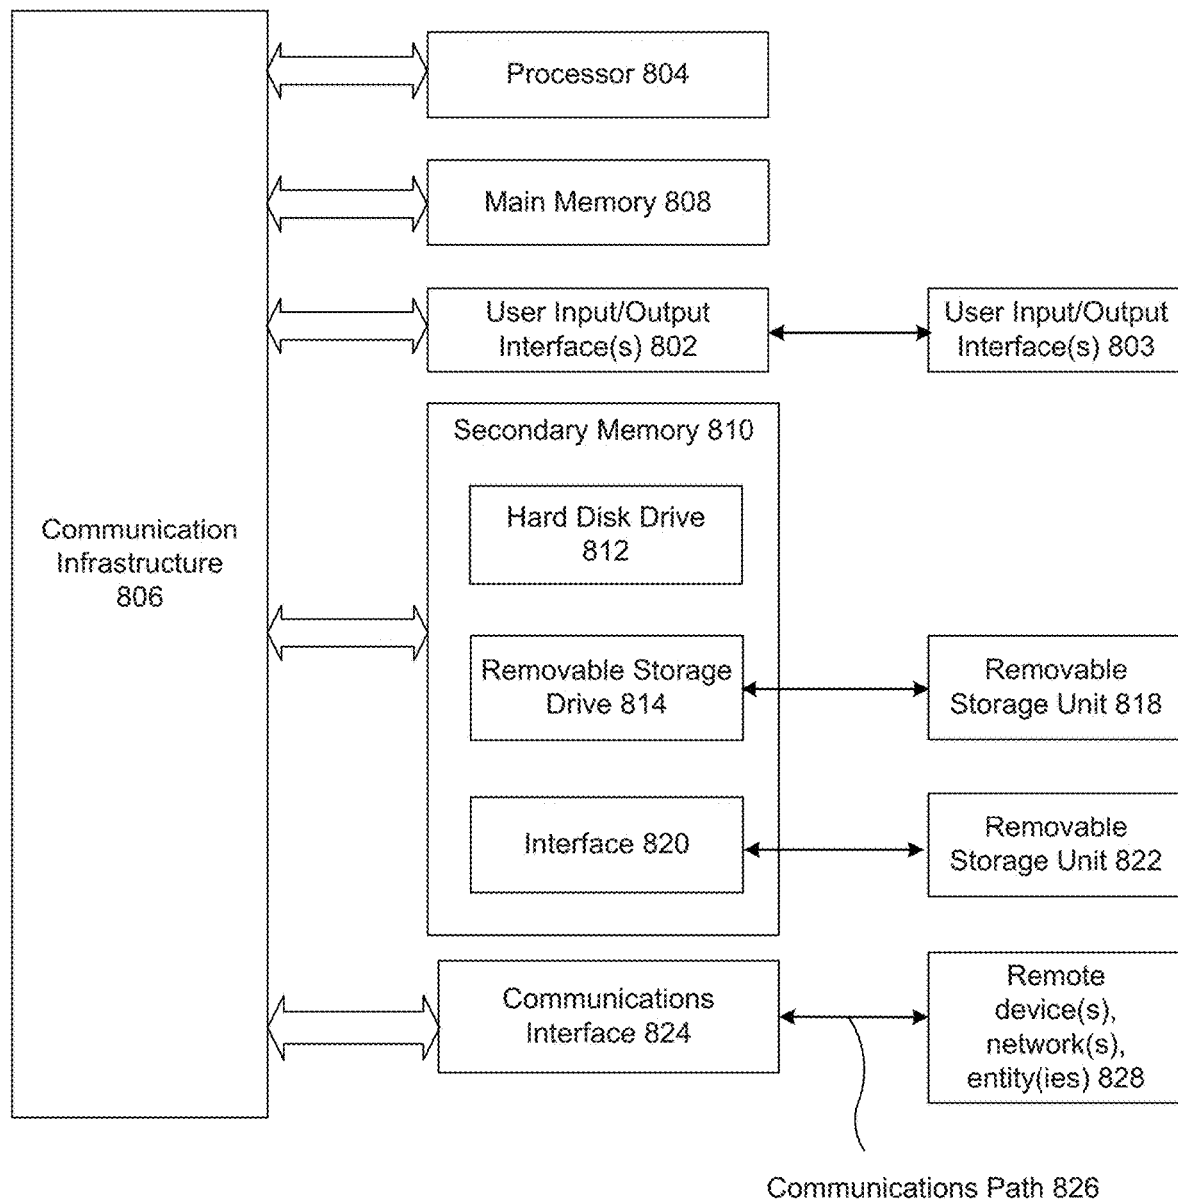 Processor 804
Main Memory 808
User Input/Output
Interface(s) 802
User Input/Output
Interface(s) 803
Secondary Memory 810
Hard Disk Drive
812
Communication
Infrastructure
806
Removable Storage
Drive 814
Removable
Storage Unit 818
Interface 820
Removable
Storage Unit 822
Communications
Interface 824
Remote
device(s),
network(s),
entity(ies) 828
Communications Path 826